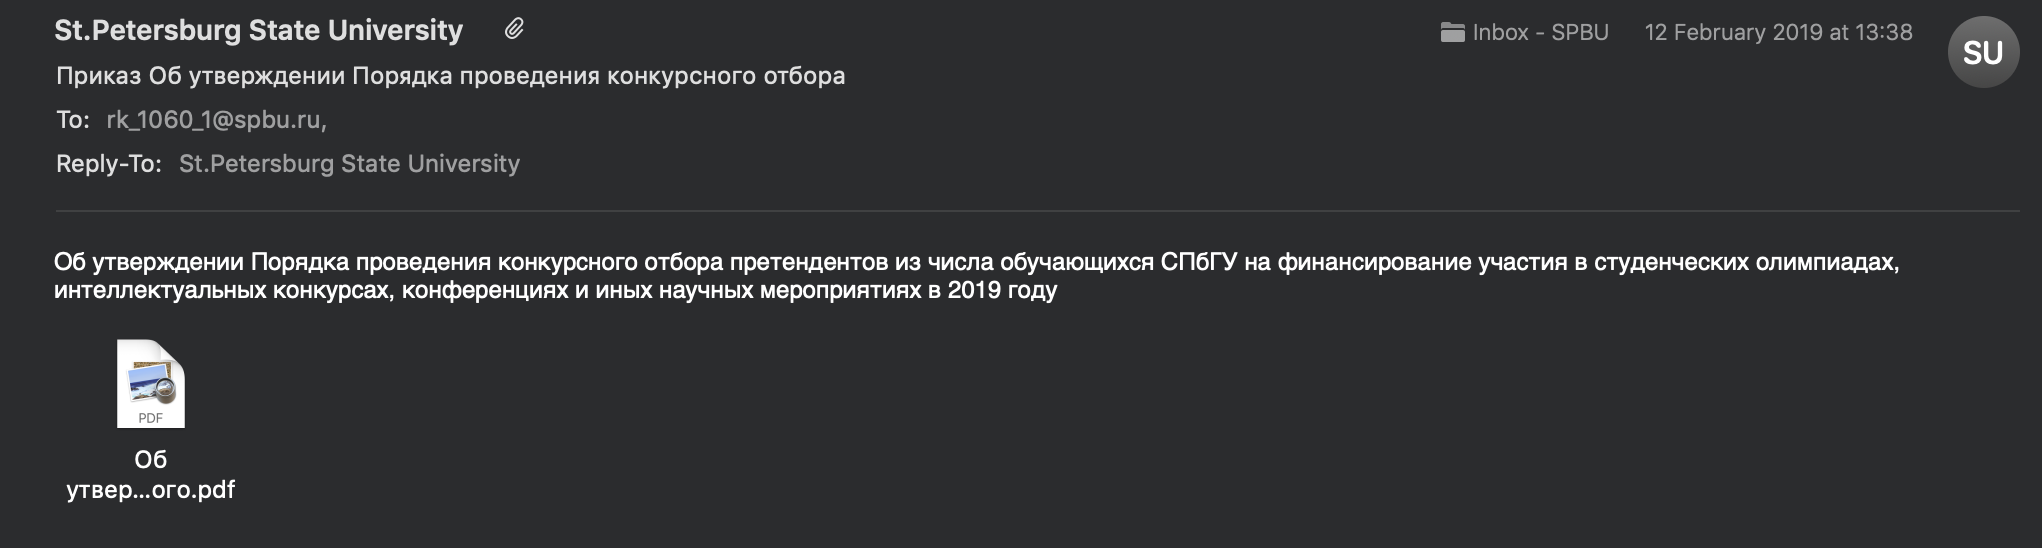 St.Petersburg State University
Inbox - SPBU 12 February 2019 at 13:38
SU
Приказ Об утверждении Порядка проведения конкурсного отбора
To: rk_1060_1@spbu.ru,
Reply-To: St.Petersburg State University
Об утверждении Порядка проведения конкурсного отбора претендентов из числа обучающихся СПбГУ на финансирование участия в студенческих олимпиадах,
интеллектуальных конкурсах, конференциях и иных научных мероприятиях в 2019 году
PDF
Об
утвер...ого.pdf